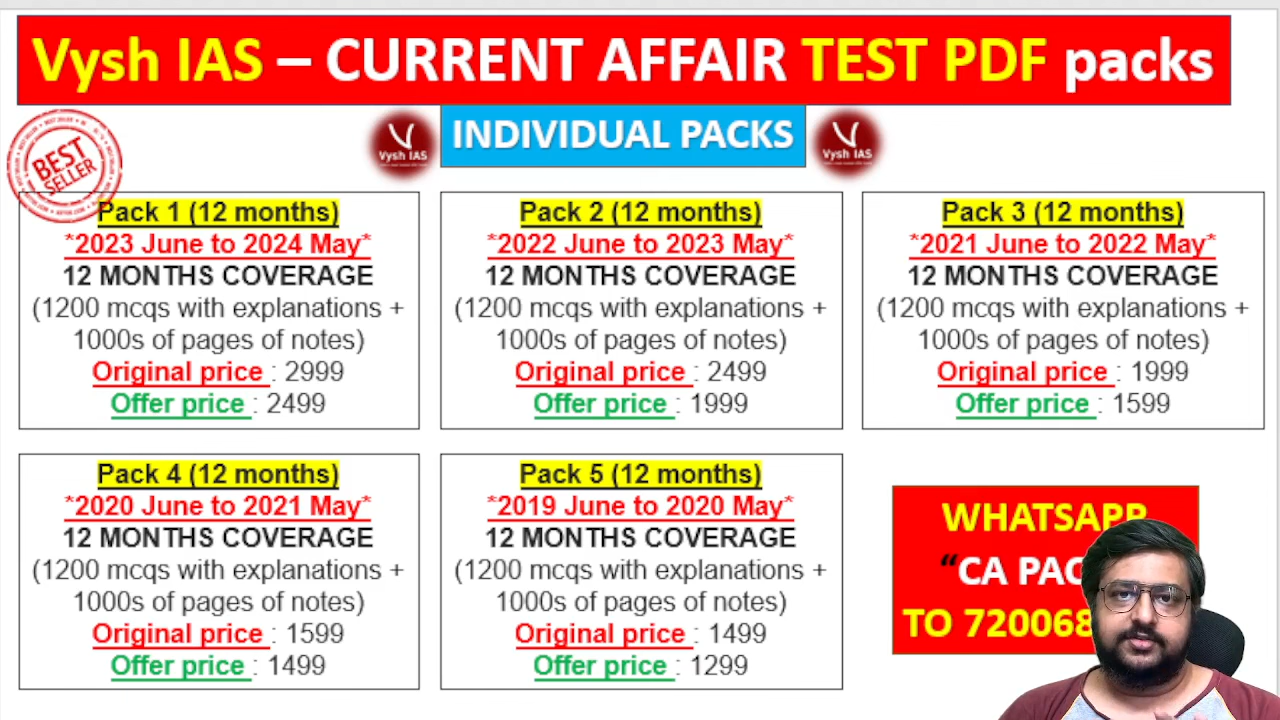 Vysh IAS – CURRENT AFFAIR TEST PDF packs
INDIVIDUAL PACKS
Vysh IAS
Vysh IAS
BEST SELLER
Pack 1 (12 months)
*2023 June to 2024 May*
12 MONTHS COVERAGE
(1200 mcqs with explanations +
1000s of pages of notes)
Original price : 2999
Offer price : 2499
Pack 2 (12 months)
*2022 June to 2023 May*
12 MONTHS COVERAGE
(1200 mcqs with explanations +
1000s of pages of notes)
Original price : 2499
Offer price : 1999
Pack 3 (12 months)
*2021 June to 2022 May*
12 MONTHS COVERAGE
(1200 mcqs with explanations +
1000s of pages of notes)
Original price : 1999
Offer price : 1599
Pack 4 (12 months)
*2020 June to 2021 May*
12 MONTHS COVERAGE
(1200 mcqs with explanations +
1000s of pages of notes)
Original price : 1599
Offer price : 1499
Pack 5 (12 months)
*2019 June to 2020 May*
12 MONTHS COVERAGE
(1200 mcqs with explanations +
1000s of pages of notes)
Original price : 1499
Offer price : 1299
WHATSAPP
“CA PAC
TO 720068